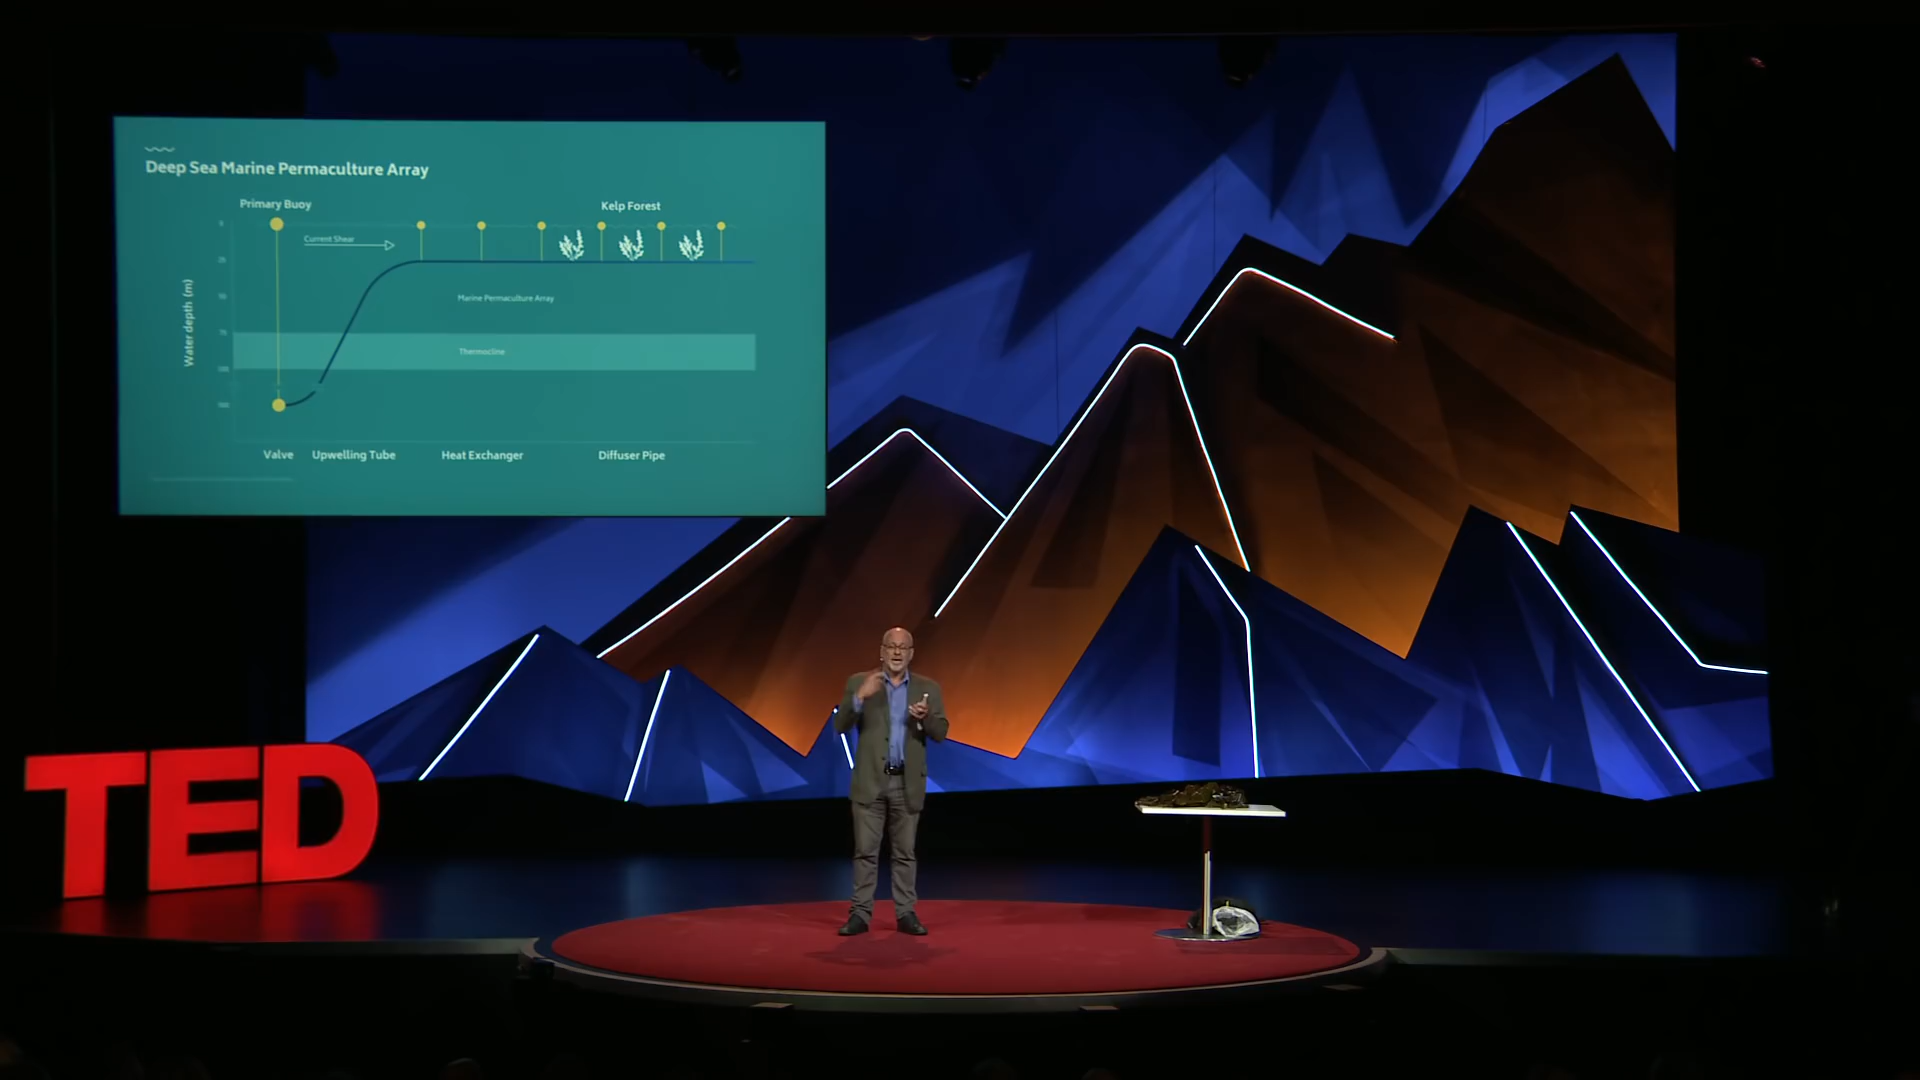 Deep Sea Marine Permaculture Array
Primary Buoy
Kelp Forest
Current Shear
Water depth (m)
Marine Permaculture Array
Thermocline
Valve
Upwelling Tube
Heat Exchanger
Diffuser Pipe
TED